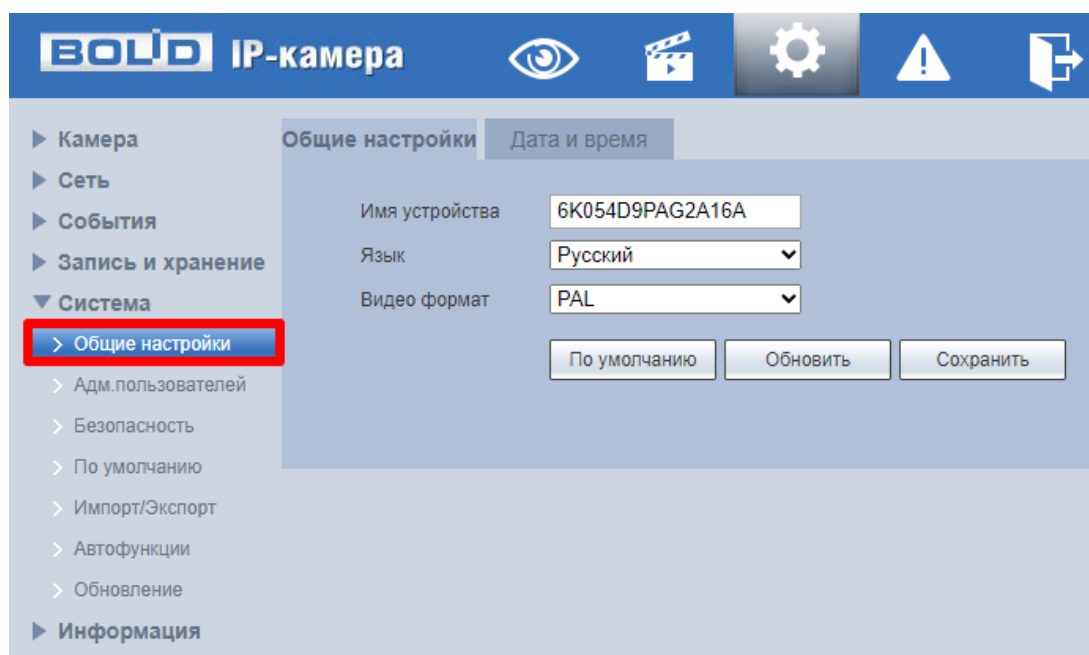 BOLID IP-камера
Камера
Сеть
События
Запись и хранение
Система
Общие настройки
Адм.пользователей
Безопасность
По умолчанию
Импорт/Экспорт
Автофункции
Обновление
Информация
Общие настройки Дата и время
Имя устройства 6K054D9PAG2A16A
Язык Русский
Видео формат PAL
По умолчанию Обновить Сохранить